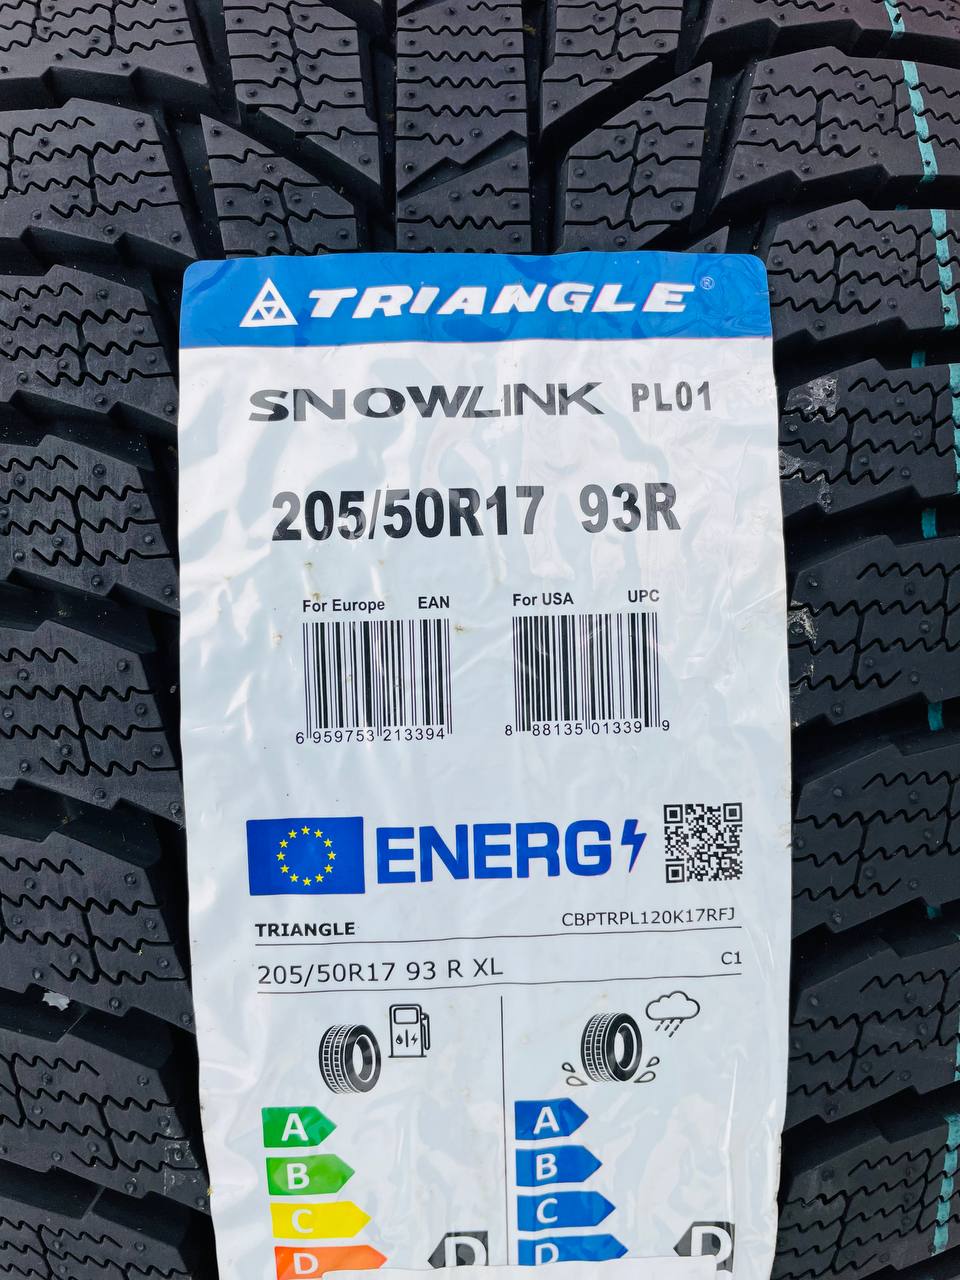 TRIANGLE®
SNOWLINK PL01
205/50R17 93R
For Europe EAN
For USA UPC
6 959753 213394
8 88135 01339 9
ENERG
TRIANGLE
CBPTRPL120K17RFJ
205/50R17 93 R XL
C1
A
B
C
D
D
A
B
C
D
D